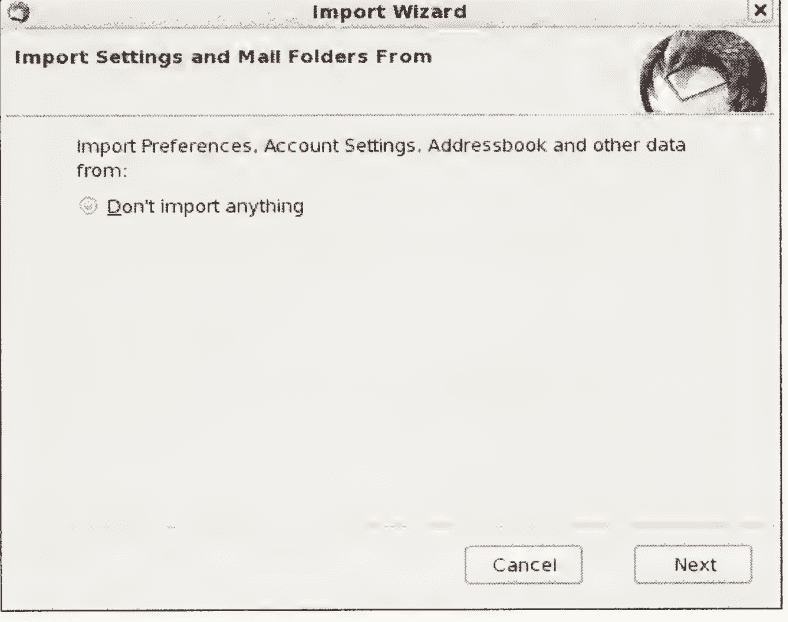 Import Wizard
Import Settings and Mail Folders From
Import Preferences, Account Settings, Addressbook and other data
from:
Don't import anything
Cancel
Next